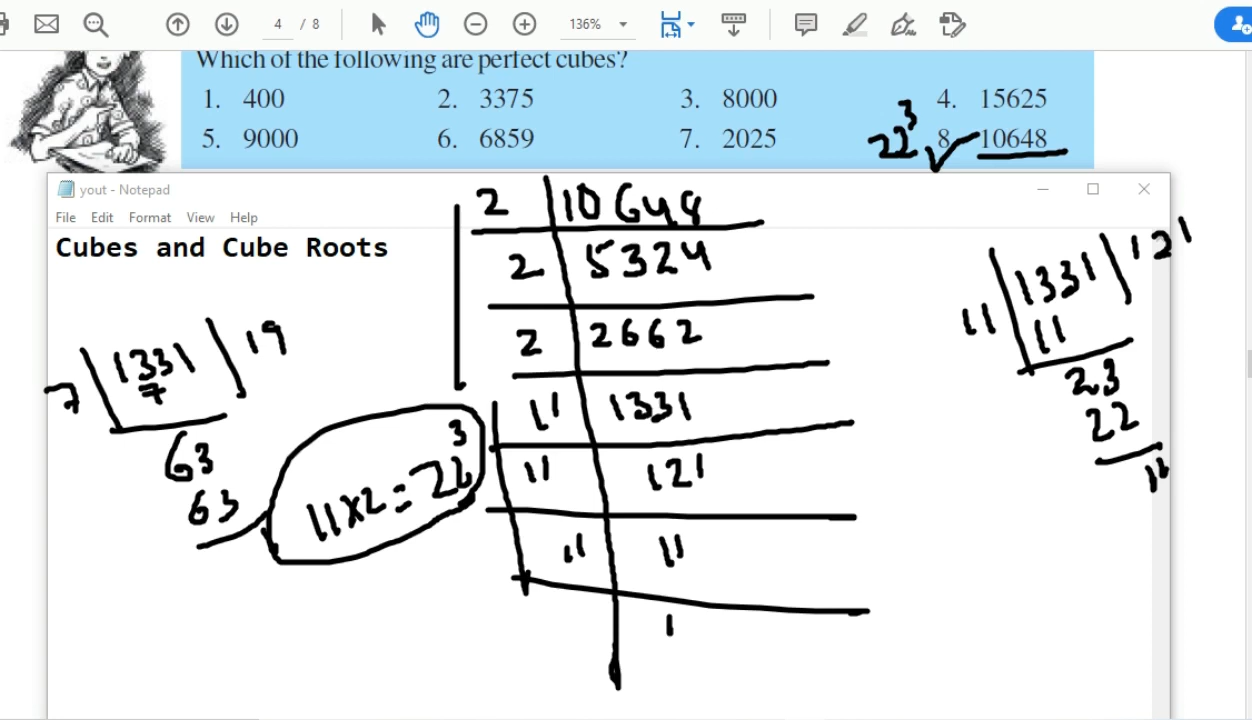 4 / 8 136%
Which of the following are perfect cubes?
1. 400 2. 3375 3. 8000 4. 15625
5. 9000 6. 6859 7. 2025 22³ 8 ✓ 10648
yout - Notepad
File Edit Format View Help
Cubes and Cube Roots
2 10648
2 5324
2 2662
11 1331
11 121
11 11
1
7 1331 19
7
63
63
11×2=22³
11 1331 121
11
23
22
11